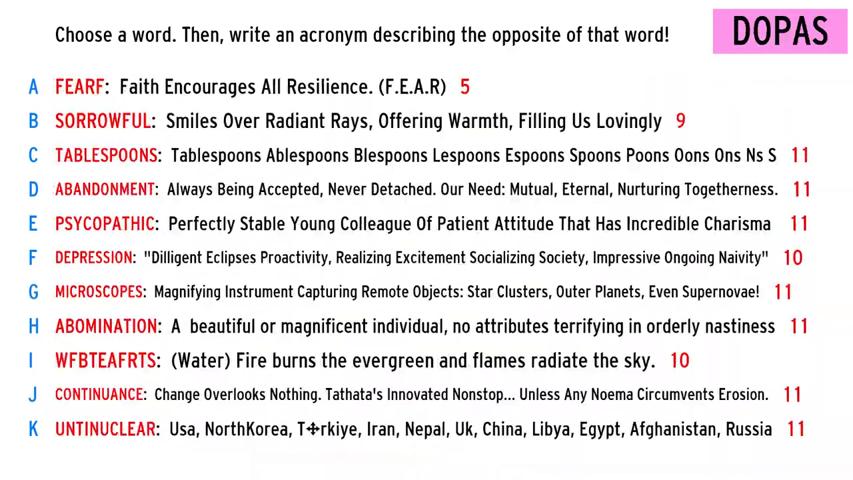 Choose a word. Then, write an acronym describing the opposite of that word!
DOPAS
A FEARF: Faith Encourages All Resilience. (F.E.A.R) 5
B SORROWFUL: Smiles Over Radiant Rays, Offering Warmth, Filling Us Lovingly 9
C TABLESPOONS: Tablespoons Ablespoons Blespoons Lespoons Espoons Spoons Poons Oons Ons Ns S 11
D ABANDONMENT: Always Being Accepted, Never Detached. Our Need: Mutual, Eternal, Nurturing Togetherness. 11
E PSYCOPATHIC: Perfectly Stable Young Colleague Of Patient Attitude That Has Incredible Charisma 11
F DEPRESSION: "Dilligent Eclipses Proactivity, Realizing Excitement Socializing Society, Impressive Ongoing Naivity" 10
G MICROSCOPES: Magnifying Instrument Capturing Remote Objects: Star Clusters, Outer Planets, Even Supernovae! 11
H ABOMINATION: A beautiful or magnificent individual, no attributes terrifying in orderly nastiness 11
I WFBTEAFRTS: (Water) Fire burns the evergreen and flames radiate the sky. 10
J CONTINUANCE: Change Overlooks Nothing. Tathata's Innovated Nonstop... Unless Any Noema Circumvents Erosion. 11
K UNTINUCLEAR: Usa, NorthKorea, T✣rkiye, Iran, Nepal, Uk, China, Libya, Egypt, Afghanistan, Russia 11